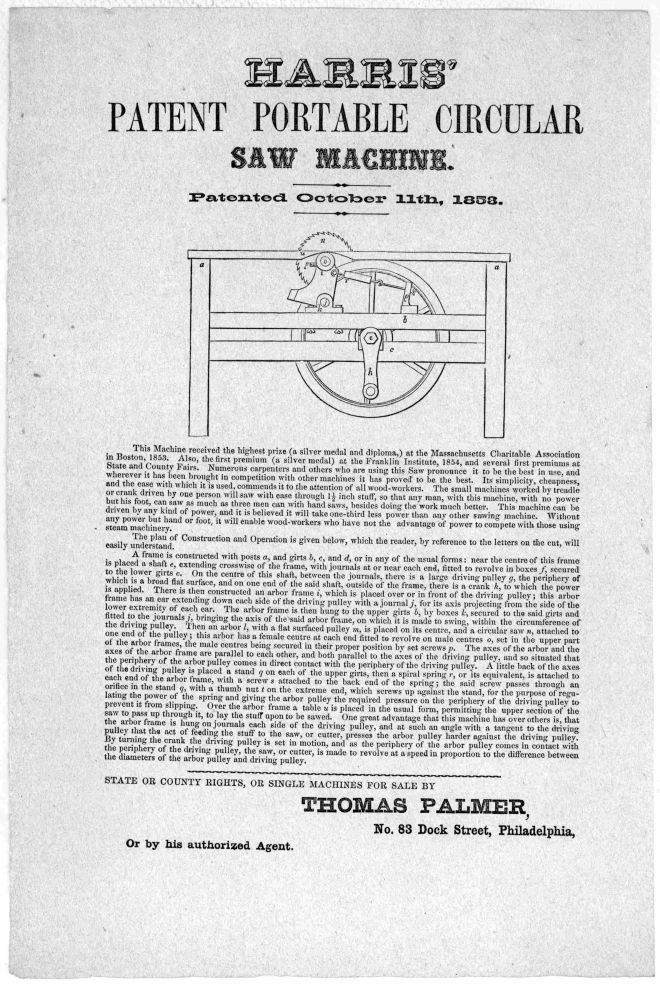 HARRIS'
PATENT PORTABLE CIRCULAR
SAW MACHINE.
Patented October 11th, 1853.
n
a
a
b
e
c
h
This Machine received the highest prize (a silver medal and diploma,) at the Massachusetts Charitable Association
in Boston, 1853. Also, the first premium (a silver medal) at the Franklin Institute, 1854, and several first premiums at
State and County Fairs. Numerous carpenters and others who are using this Saw pronounce it to be the best in use, and
wherever it has been brought in competition with other machines it has proved to be the best. Its simplicity, cheapness,
and the ease with which it is used, commends it to the attention of all wood-workers. The small machines worked by treadle
or crank driven by one person will saw with ease through 1½ inch stuff, so that any man, with this machine, with no power
but his foot, can saw as much as three men can with hand saws, besides doing the work much better. This machine can be
driven by any kind of power, and it is believed it will take one-third less power than any other sawing machine. Without
any power but hand or foot, it will enable wood-workers who have not the advantage of power to compete with those using
steam machinery.
The plan of Construction and Operation is given below, which the reader, by reference to the letters on the cut, will
easily understand.
A frame is constructed with posts a, and girts b, c, and d, or in any of the usual forms: near the centre of this frame
is placed a shaft e, extending crosswise of the frame, with journals at or near each end, fitted to revolve in boxes f, secured
to the lower girts c. On the centre of this shaft, between the journals, there is a large driving pulley g, the periphery of
which is a broad flat surface, and on one end of the said shaft, outside of the frame, there is a crank h, to which the power
is applied. There is then constructed an arbor frame i, which is placed over or in front of the driving pulley; this arbor
frame has an ear extending down each side of the driving pulley with a journal j, for its axis projecting from the side of the
lower extremity of each ear. The arbor frame is then hung to the upper girts b, by boxes k, secured to the said girts and
fitted to the journals j, bringing the axis of the said arbor frame, on which it is made to swing, within the circumference of
the driving pulley. Then an arbor l, with a flat surfaced pulley m, is placed on its centre, and a circular saw n, attached to
one end of the pulley; this arbor has a female centre at each end fitted to revolve on male centres o, set in the upper part
of the arbor frames, the male centres being secured in their proper position by set screws p. The axes of the arbor and the
axes of the arbor frame are parallel to each other, and both parallel to the axes of the driving pulley, and so situated that
the periphery of the arbor pulley comes in direct contact with the periphery of the driving pulley. A little back of the axes
of the driving pulley is placed a stand q on each of the upper girts, then a spiral spring r, or its equivalent, is attached to
each end of the arbor frame, with a screw s attached to the back end of the spring; the said screw passes through an
orifice in the stand q, with a thumb nut t on the extreme end, which screws up against the stand, for the purpose of regu-
lating the power of the spring and giving the arbor pulley the required pressure on the periphery of the driving pulley to
prevent it from slipping. Over the arbor frame a table u is placed in the usual form, permitting the upper section of the
saw to pass up through it, to lay the stuff upon to be sawed. One great advantage that this machine has over others is, that
the arbor frame is hung on journals each side of the driving pulley, and at such an angle with a tangent to the driving
pulley that the act of feeding the stuff to the saw, or cutter, presses the arbor pulley harder against the driving pulley.
By turning the crank the driving pulley is set in motion, and as the periphery of the arbor pulley comes in contact with
the periphery of the driving pulley, the saw, or cutter, is made to revolve at a speed in proportion to the difference between
the diameters of the arbor pulley and driving pulley.
STATE OR COUNTY RIGHTS, OR SINGLE MACHINES FOR SALE BY
THOMAS PALMER,
No. 83 Dock Street, Philadelphia,
Or by his authorized Agent.